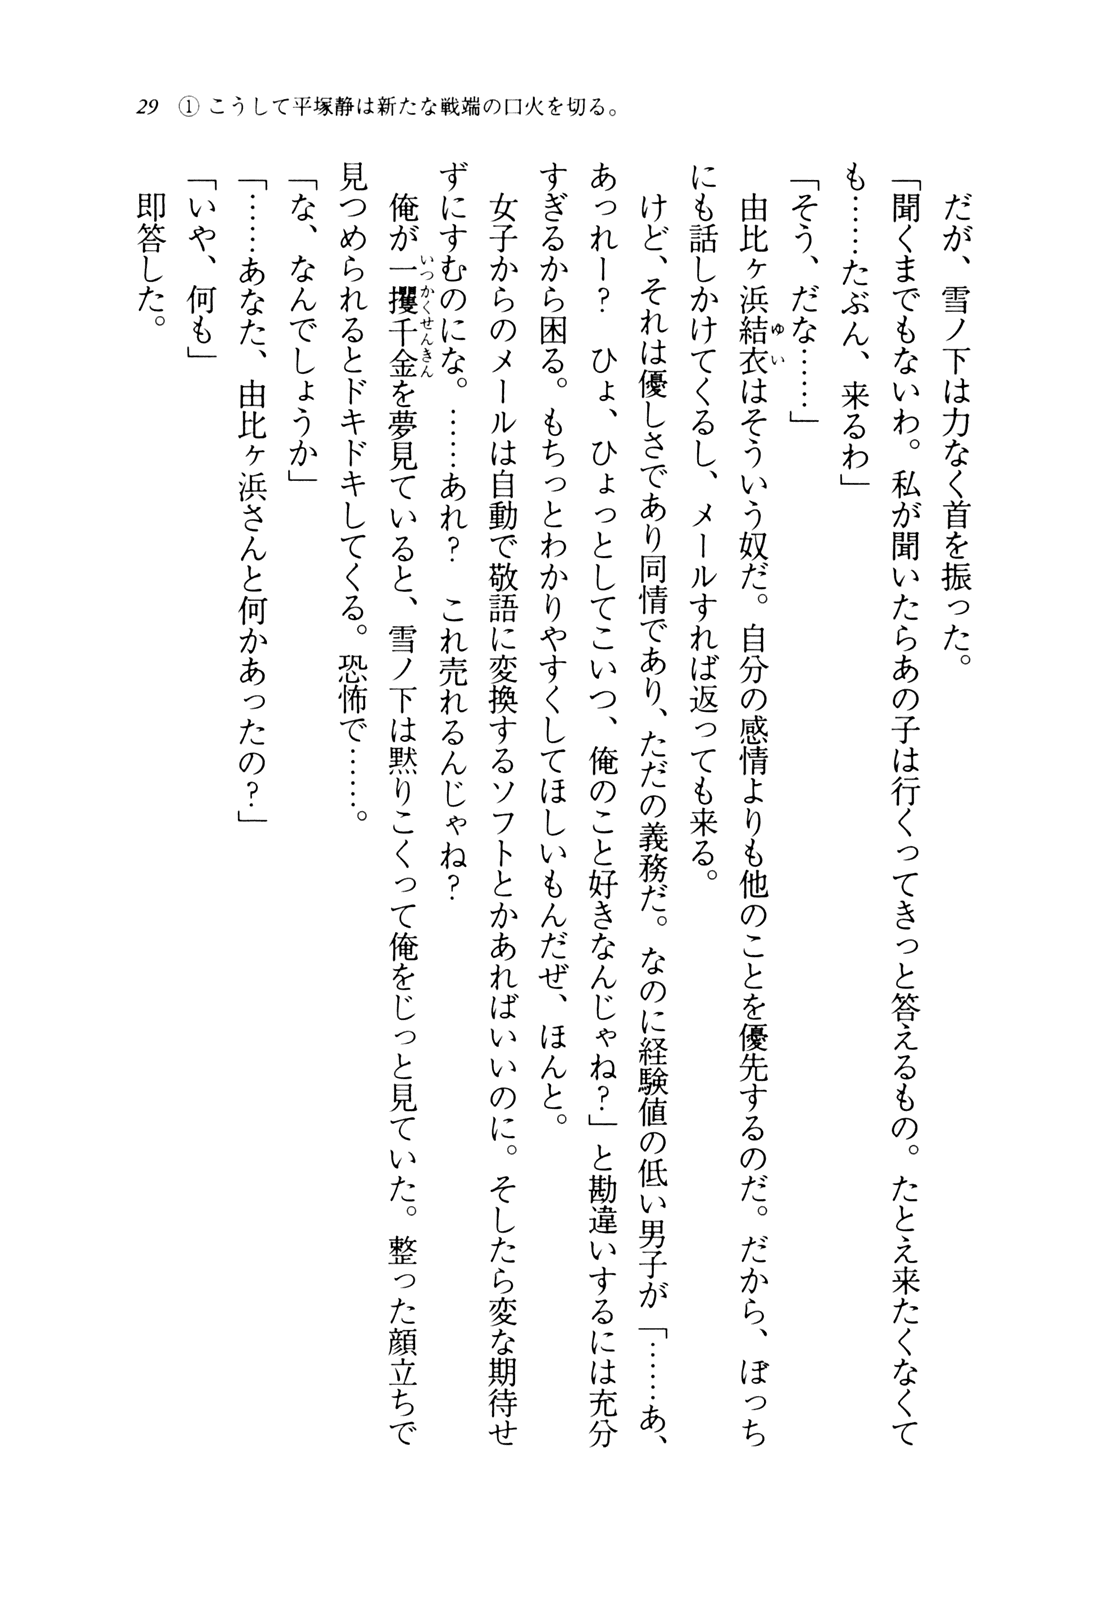 29 ① こうして平塚静は新たな戦端の口火を切る。
だが、雪ノ下は力なく首を振った。
「聞くまでもないわ。私が聞いたらあの子は行くってきっと答えるもの。たとえ来たくなくて
も……たぶん、来るわ」
「そう、だな……」
由比ヶ浜結衣はそういう奴だ。自分の感情よりも他のことを優先するのだ。だから、ぼっち
にも話しかけてくるし、メールすれば返っても来る。
けど、それは優しさであり同情であり、ただの義務だ。なのに経験値の低い男子が「……あ、
あっれー？　ひょ、ひょっとしてこいつ、俺のこと好きなんじゃね？」と勘違いするには充分
すぎるから困る。もちっとわかりやすくしてほしいもんだぜ、ほんと。
女子からのメールは自動で敬語に変換するソフトとかあればいいのに。そしたら変な期待せ
ずにすむのにな。……あれ？　これ売れるんじゃね？
俺が一攫千金を夢見ていると、雪ノ下は黙りこくって俺をじっと見ていた。整った顔立ちで
見つめられるとドキドキしてくる。恐怖で……。
「な、なんでしょうか」
「……あなた、由比ヶ浜さんと何かあったの？」
「いや、何も」
即答した。
ゆい
いっかくせんきん